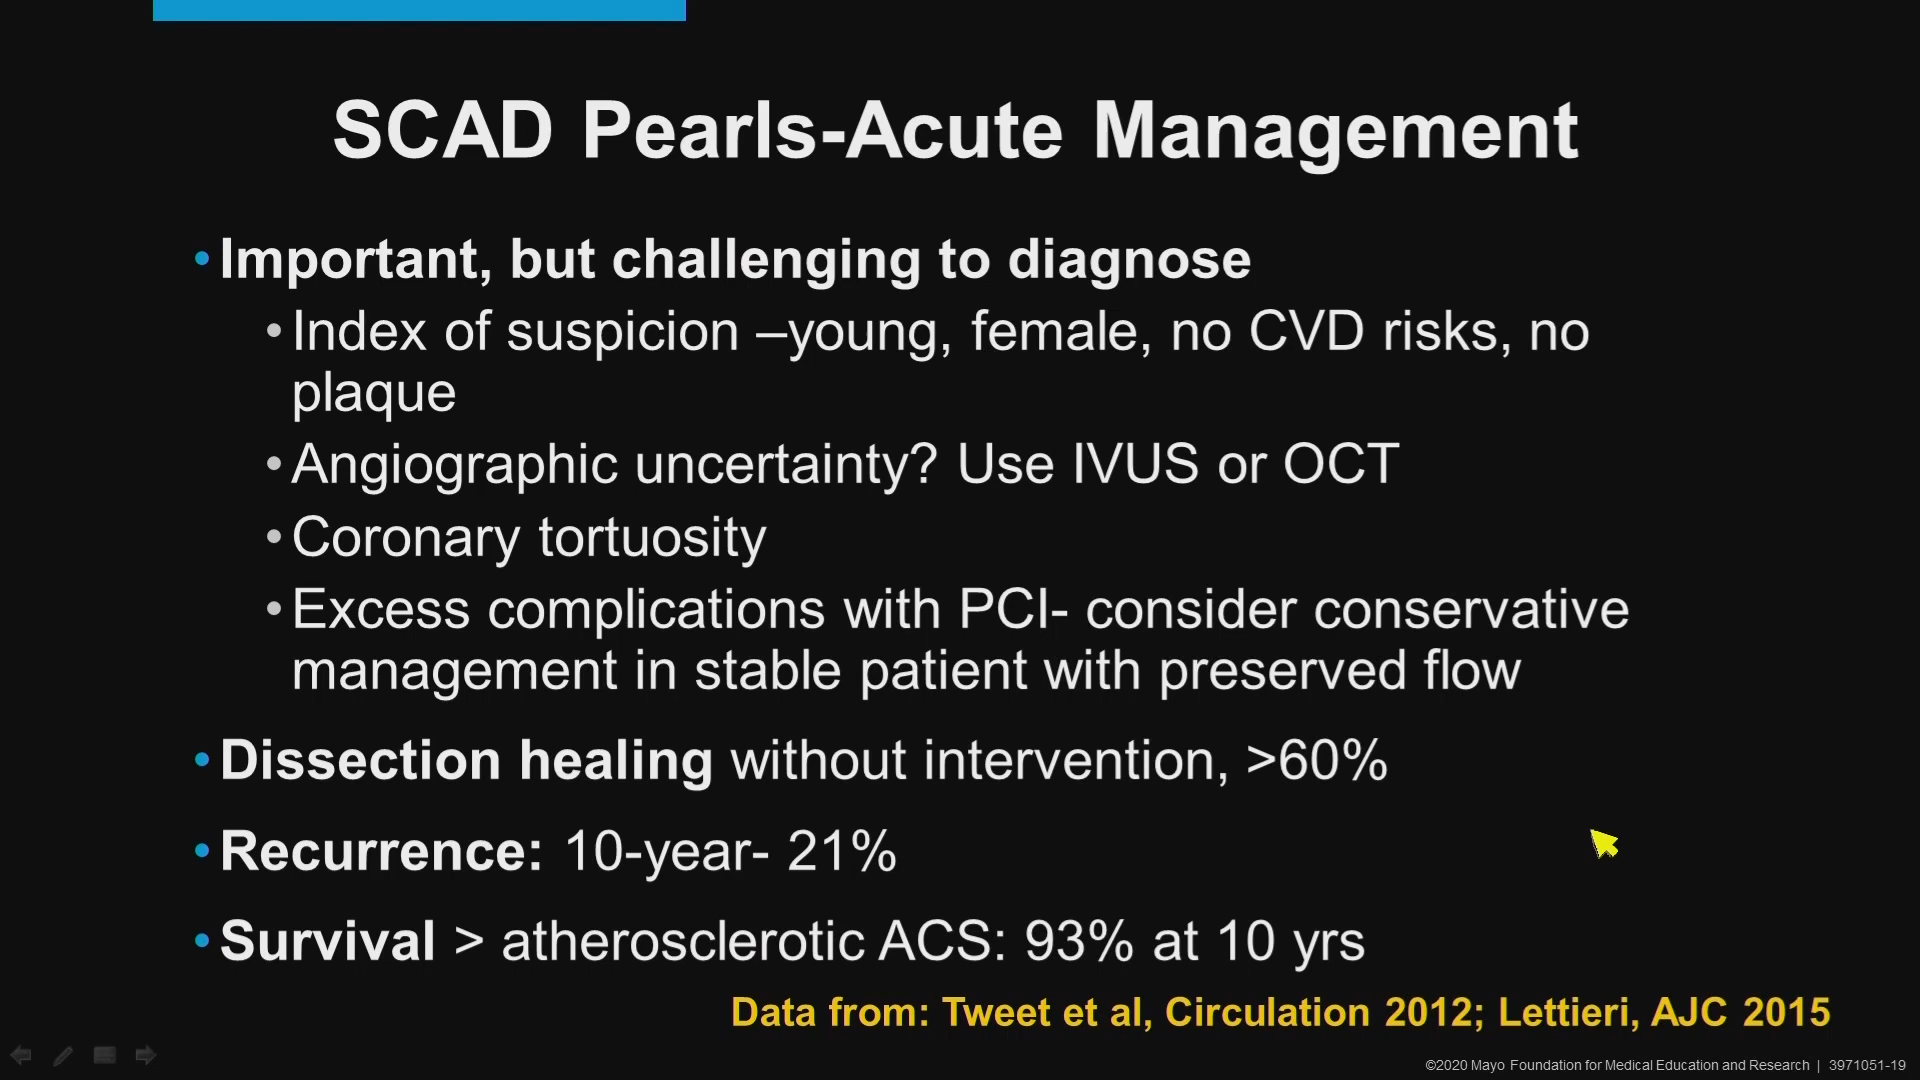 SCAD Pearls-Acute Management
•Important, but challenging to diagnose
•Index of suspicion –young, female, no CVD risks, no
plaque
•Angiographic uncertainty? Use IVUS or OCT
•Coronary tortuosity
•Excess complications with PCI- consider conservative
management in stable patient with preserved flow
•Dissection healing without intervention, >60%
•Recurrence: 10-year- 21%
•Survival > atherosclerotic ACS: 93% at 10 yrs
Data from: Tweet et al, Circulation 2012; Lettieri, AJC 2015
©2020 Mayo Foundation for Medical Education and Research | 3971051-19